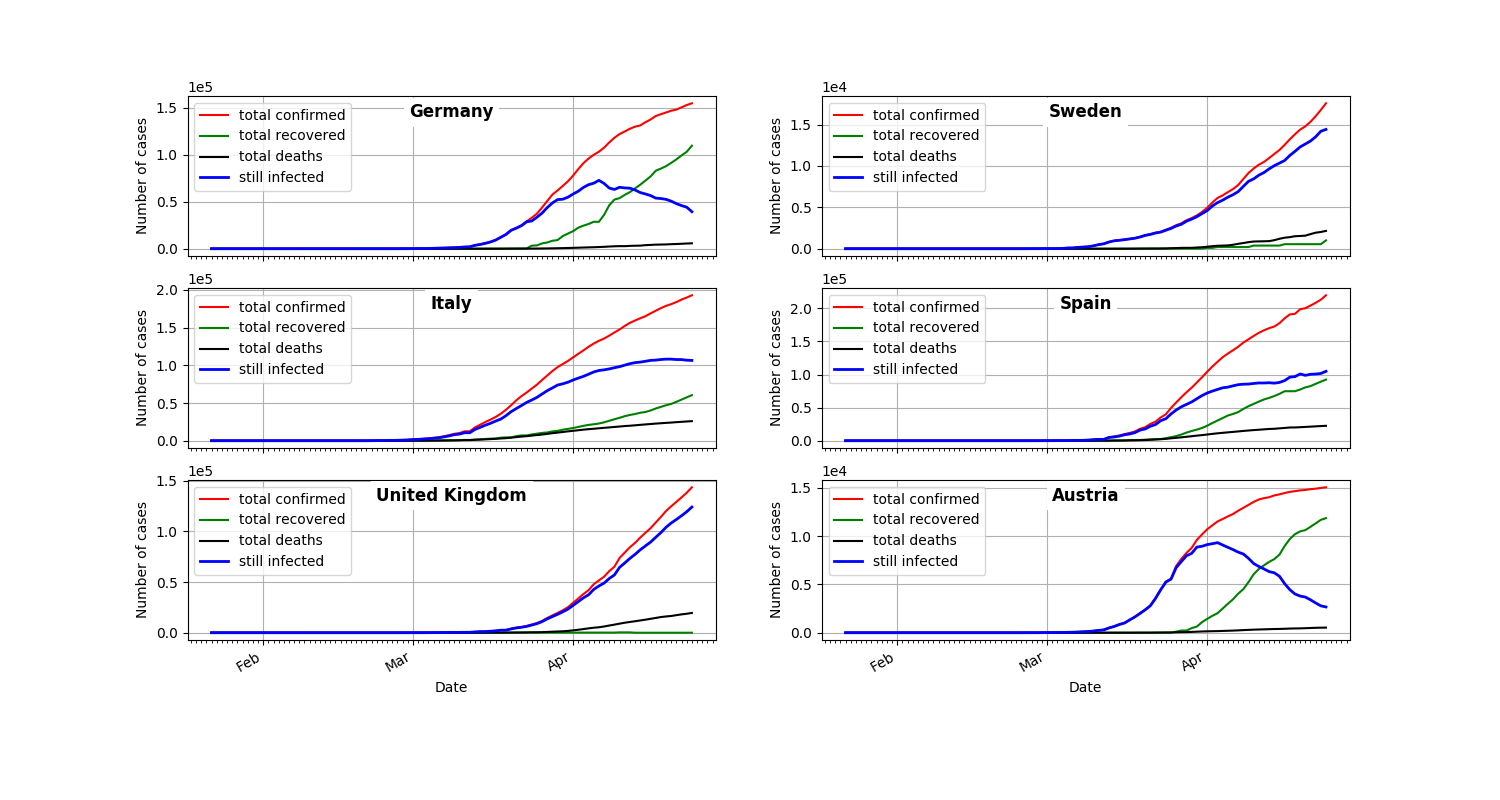 1e5
Germany
Number of cases
1.5
1.0
0.5
0.0
total confirmed
total recovered
total deaths
still infected
1e4
Sweden
Number of cases
1.5
1.0
0.5
0.0
total confirmed
total recovered
total deaths
still infected
1e5
Italy
Number of cases
2.0
1.5
1.0
0.5
0.0
total confirmed
total recovered
total deaths
still infected
1e5
Spain
Number of cases
2.0
1.5
1.0
0.5
0.0
total confirmed
total recovered
total deaths
still infected
1e5
United Kingdom
Number of cases
1.5
1.0
0.5
0.0
total confirmed
total recovered
total deaths
still infected
Feb
Mar
Apr
Date
1e4
Austria
Number of cases
1.5
1.0
0.5
0.0
total confirmed
total recovered
total deaths
still infected
Feb
Mar
Apr
Date